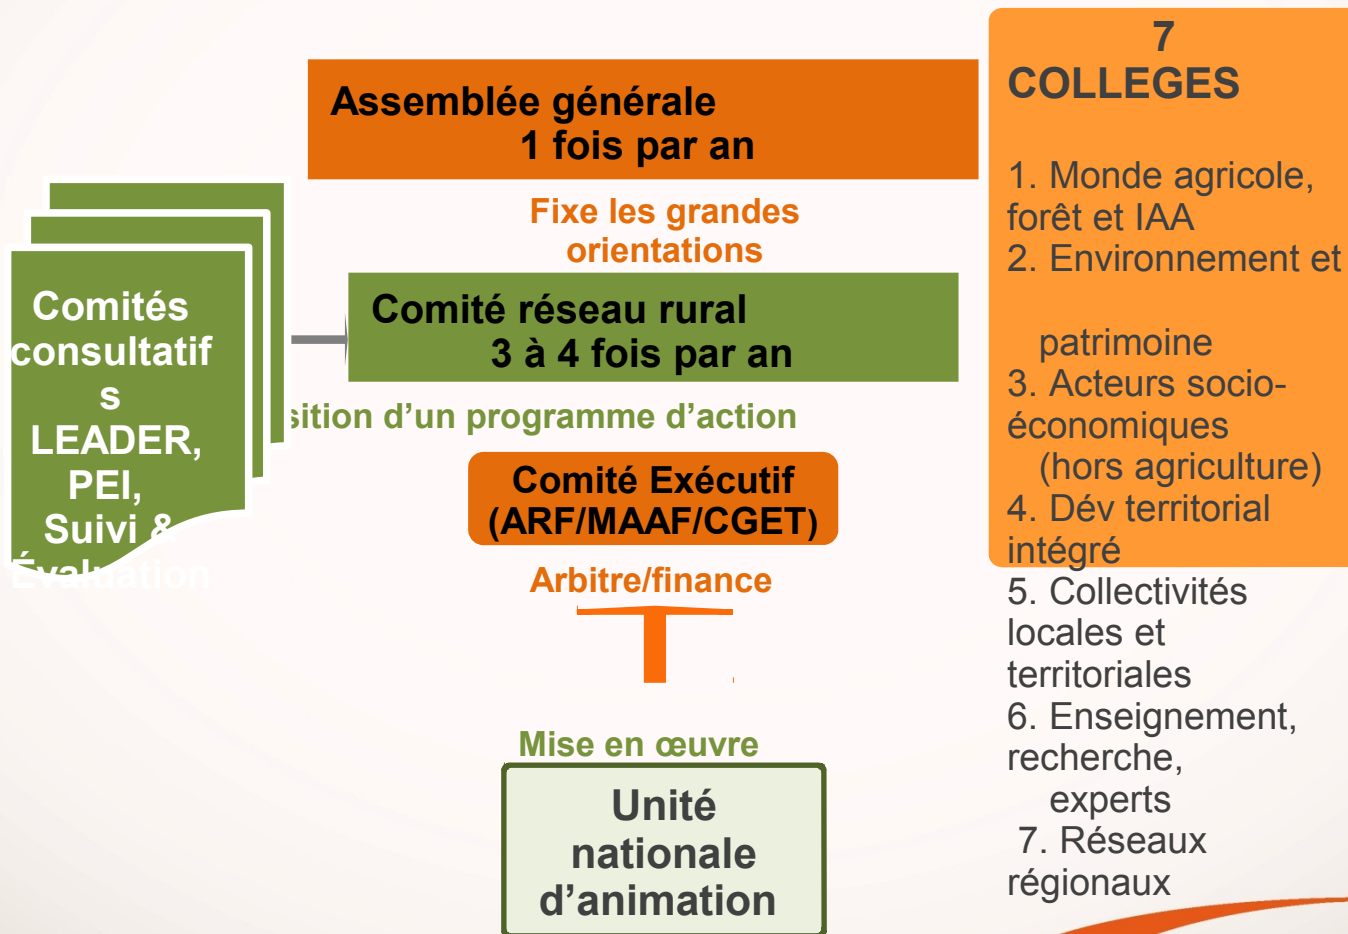 Assemblée générale
1 fois par an
Fixe les grandes
orientations
Comités
consultatif
s
LEADER,
PEI,
Suivi &
Évaluation
Comité réseau rural
3 à 4 fois par an
sition d’un programme d’action
Comité Exécutif
(ARF/MAAF/CGET)
Arbitre/finance
Mise en œuvre
Unité
nationale
d’animation
7
COLLEGES
1. Monde agricole,
forêt et IAA
2. Environnement et
patrimoine
3. Acteurs socio-
économiques
(hors agriculture)
4. Dév territorial
intégré
5. Collectivités
locales et
territoriales
6. Enseignement,
recherche,
experts
7. Réseaux
régionaux